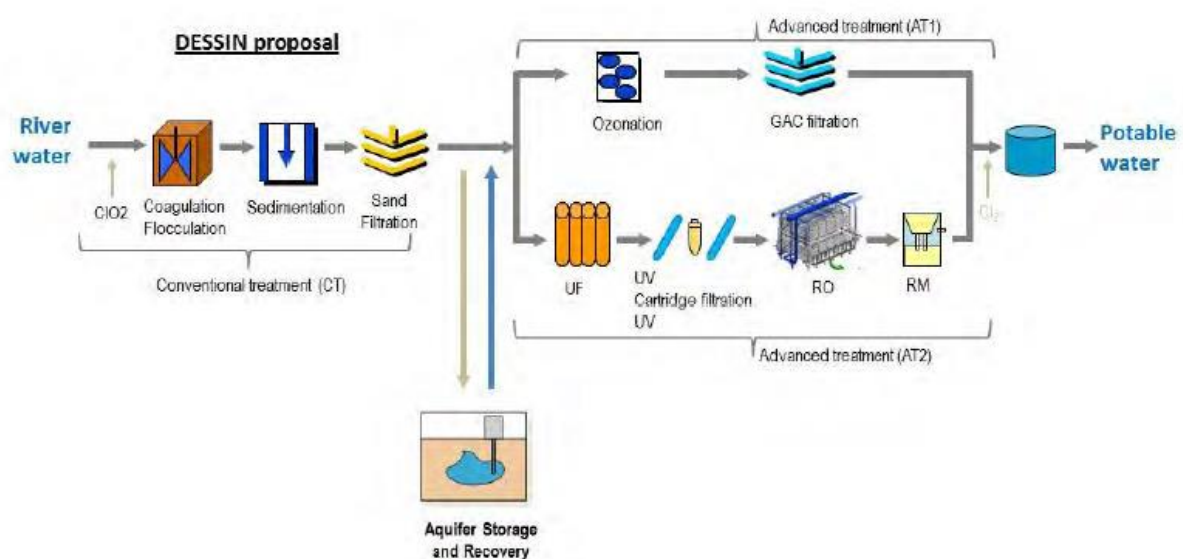 DESSIN proposal
Advanced treatment (AT1)
River
water
ClO2
Coagulation
Flocculation
Sedimentation
Sand
Filtration
Conventional treatment (CT)
Ozonation
GAC filtration
Potable
water
Cl₂
UF
UV
Cartridge filtration
UV
RO
RM
Advanced treatment (AT2)
Aquifer Storage
and Recovery